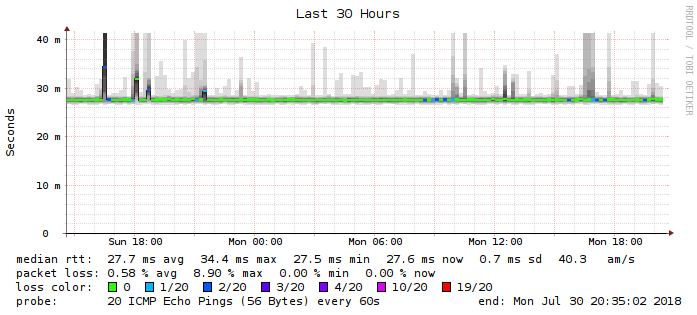 Last 30 Hours
RRDTOOL / TOBI OETIKER
Seconds
40 m
30 m
20 m
10 m
0
Sun 18:00 Mon 00:00 Mon 06:00 Mon 12:00 Mon 18:00
median rtt: 27.7 ms avg 34.4 ms max 27.5 ms min 27.6 ms now 0.7 ms sd 40.3 am/s
packet loss: 0.58 % avg 8.90 % max 0.00 % min 0.00 % now
loss color: 0 1/20 2/20 3/20 4/20 10/20 19/20
probe: 20 ICMP Echo Pings (56 Bytes) every 60s end: Mon Jul 30 20:35:02 2018